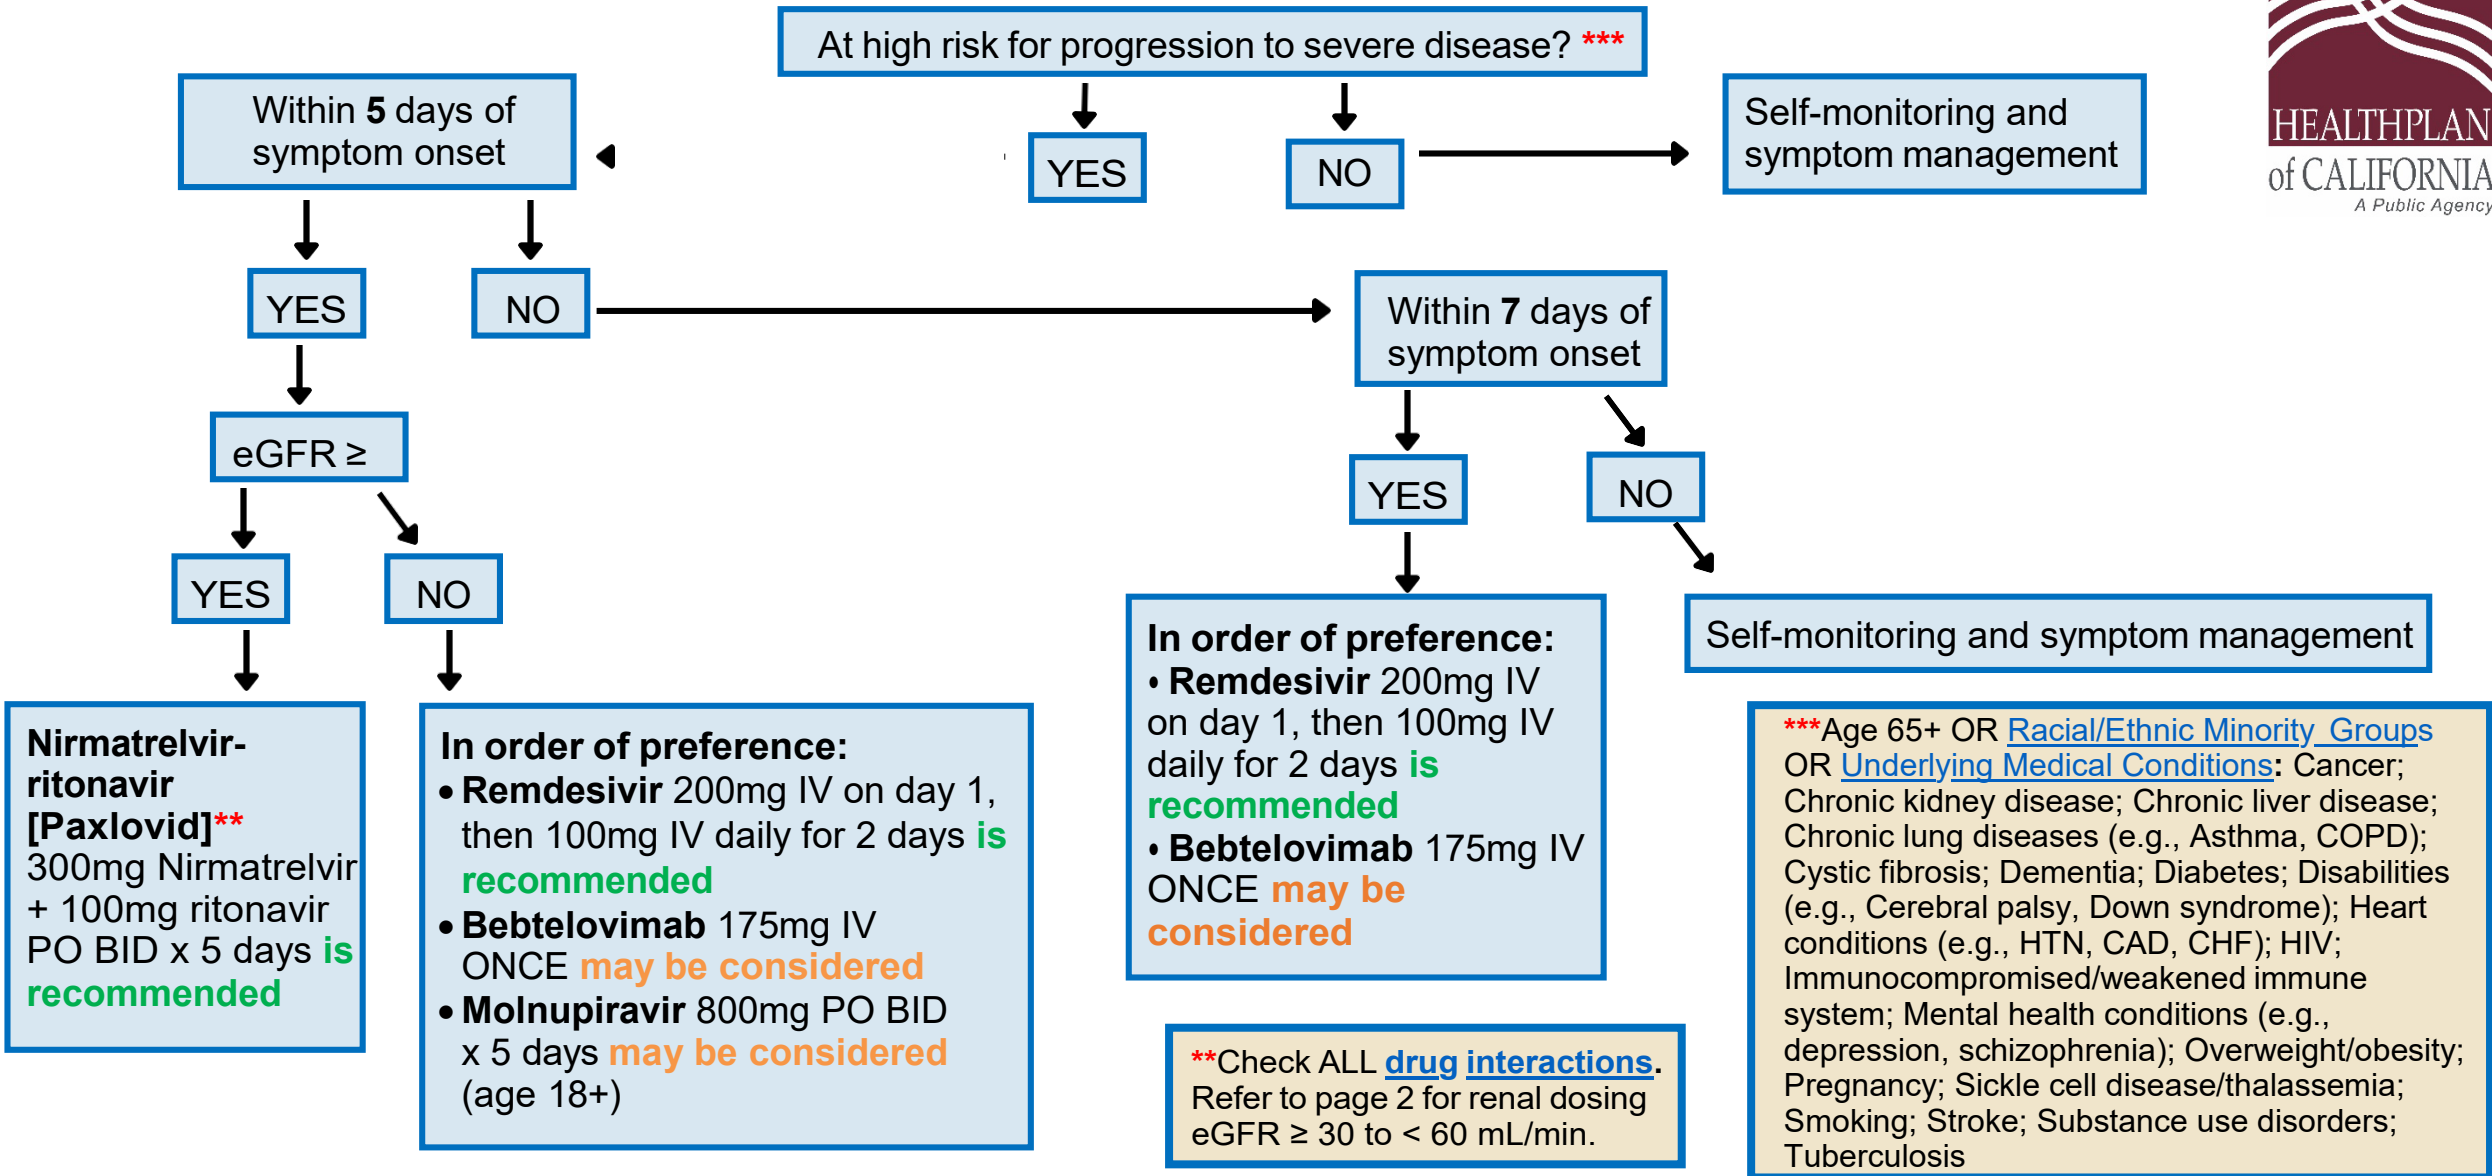 At high risk for progression to severe disease? ***
Within 5 days of
symptom onset
YES
NO
Self-monitoring and
symptom management
HEALTHPLAN
of CALIFORNIA
A Public Agency
YES
NO
Within 7 days of
symptom onset
eGFR ≥
YES
NO
YES
NO
Nirmatrelvir-
ritonavir
[Paxlovid]**
300mg Nirmatrelvir
+ 100mg ritonavir
PO BID x 5 days is
recommended
In order of preference:
• Remdesivir 200mg IV on day 1,
then 100mg IV daily for 2 days is
recommended
• Bebtelovimab 175mg IV
ONCE may be considered
• Molnupiravir 800mg PO BID
x 5 days may be considered
(age 18+)
In order of preference:
• Remdesivir 200mg IV
on day 1, then 100mg IV
daily for 2 days is
recommended
• Bebtelovimab 175mg IV
ONCE may be
considered
Self-monitoring and symptom management
**Check ALL drug interactions.
Refer to page 2 for renal dosing
eGFR ≥ 30 to < 60 mL/min.
***Age 65+ OR Racial/Ethnic Minority Groups
OR Underlying Medical Conditions: Cancer;
Chronic kidney disease; Chronic liver disease;
Chronic lung diseases (e.g., Asthma, COPD);
Cystic fibrosis; Dementia; Diabetes; Disabilities
(e.g., Cerebral palsy, Down syndrome); Heart
conditions (e.g., HTN, CAD, CHF); HIV;
Immunocompromised/weakened immune
system; Mental health conditions (e.g.,
depression, schizophrenia); Overweight/obesity;
Pregnancy; Sickle cell disease/thalassemia;
Smoking; Stroke; Substance use disorders;
Tuberculosis